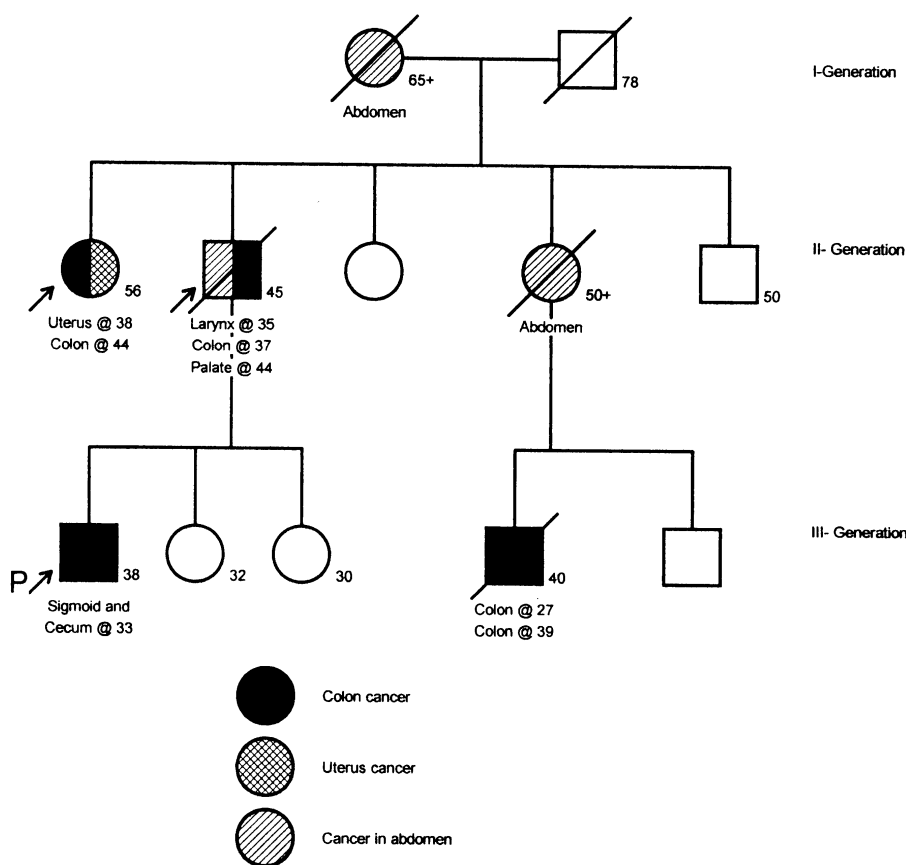 65+
78
I-Generation
Abdomen
II- Generation
56
45
50+
50
Uterus @ 38
Colon @ 44
Larynx @ 35
Colon @ 37
Palate @ 44
Abdomen
III- Generation
P
38
32
30
40
Sigmoid and
Cecum @ 33
Colon @ 27
Colon @ 39
Colon cancer
Uterus cancer
Cancer in abdomen